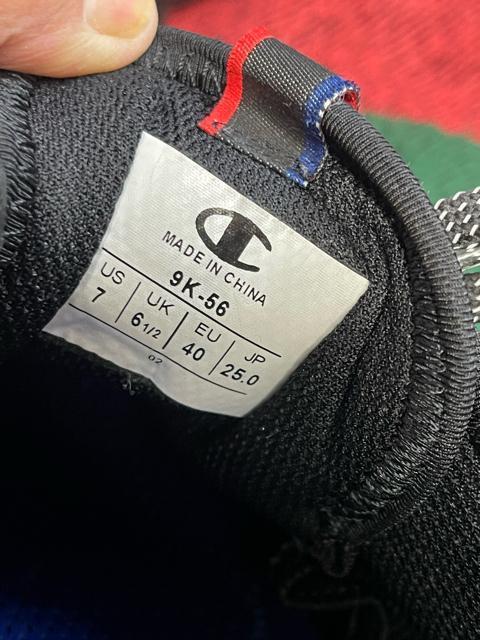 MADE IN CHINA
9K-56
US UK EU JP
7 6 1/2 40 25.0
02